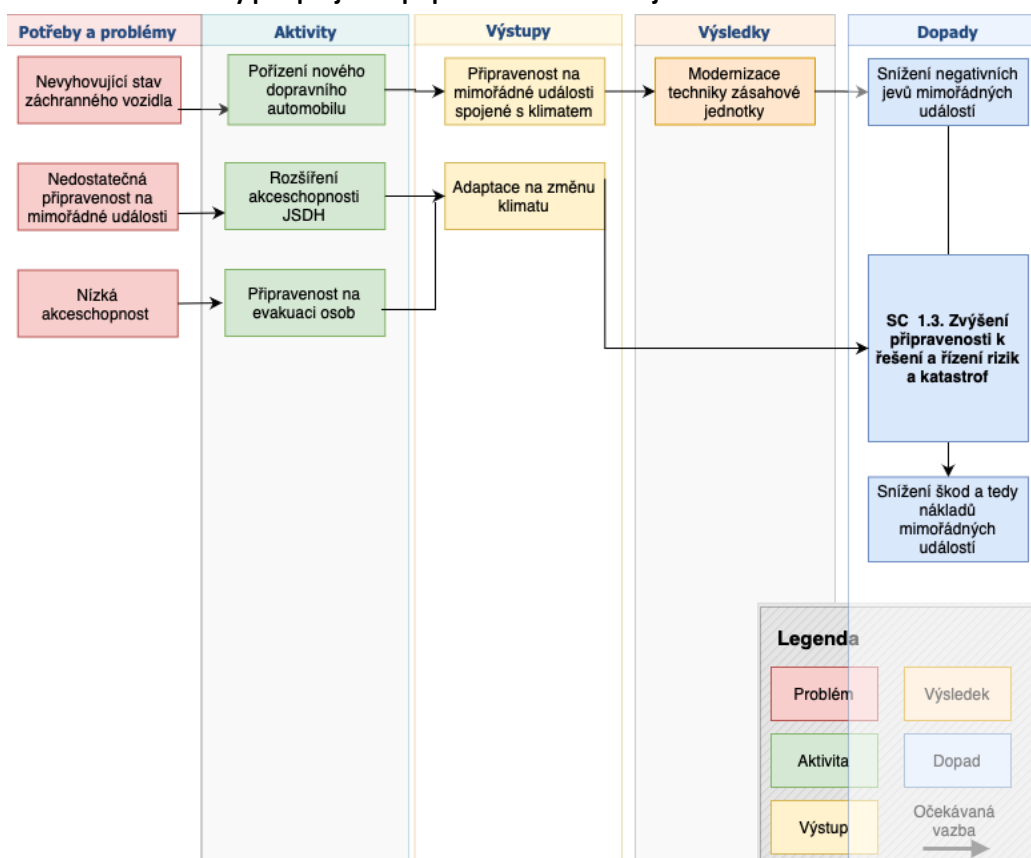 Potřeby a problémy
Aktivity
Výstupy
Výsledky
Dopady
Nevyhovující stav
záchranného vozidla
Pořízení nového
dopravního
automobilu
Připravenost na
mimořádné události
spojené s klimatem
Modernizace
techniky zásahové
jednotky
Snížení negativních
jevů mimořádných
událostí
Nedostatečná
připravenost na
mimořádné události
Rozšíření
akceschopnosti
JSDH
Adaptace na změnu
klimatu
Nízká
akceschopnost
Připravenost na
evakuaci osob
SC 1.3. Zvýšení
připravenosti k
řešení a řízení rizik
a katastrof
Snížení škod a tedy
nákladů
mimořádných
událostí
Legenda
Problém
Výsledek
Aktivita
Dopad
Výstup
Očekávaná
vazba